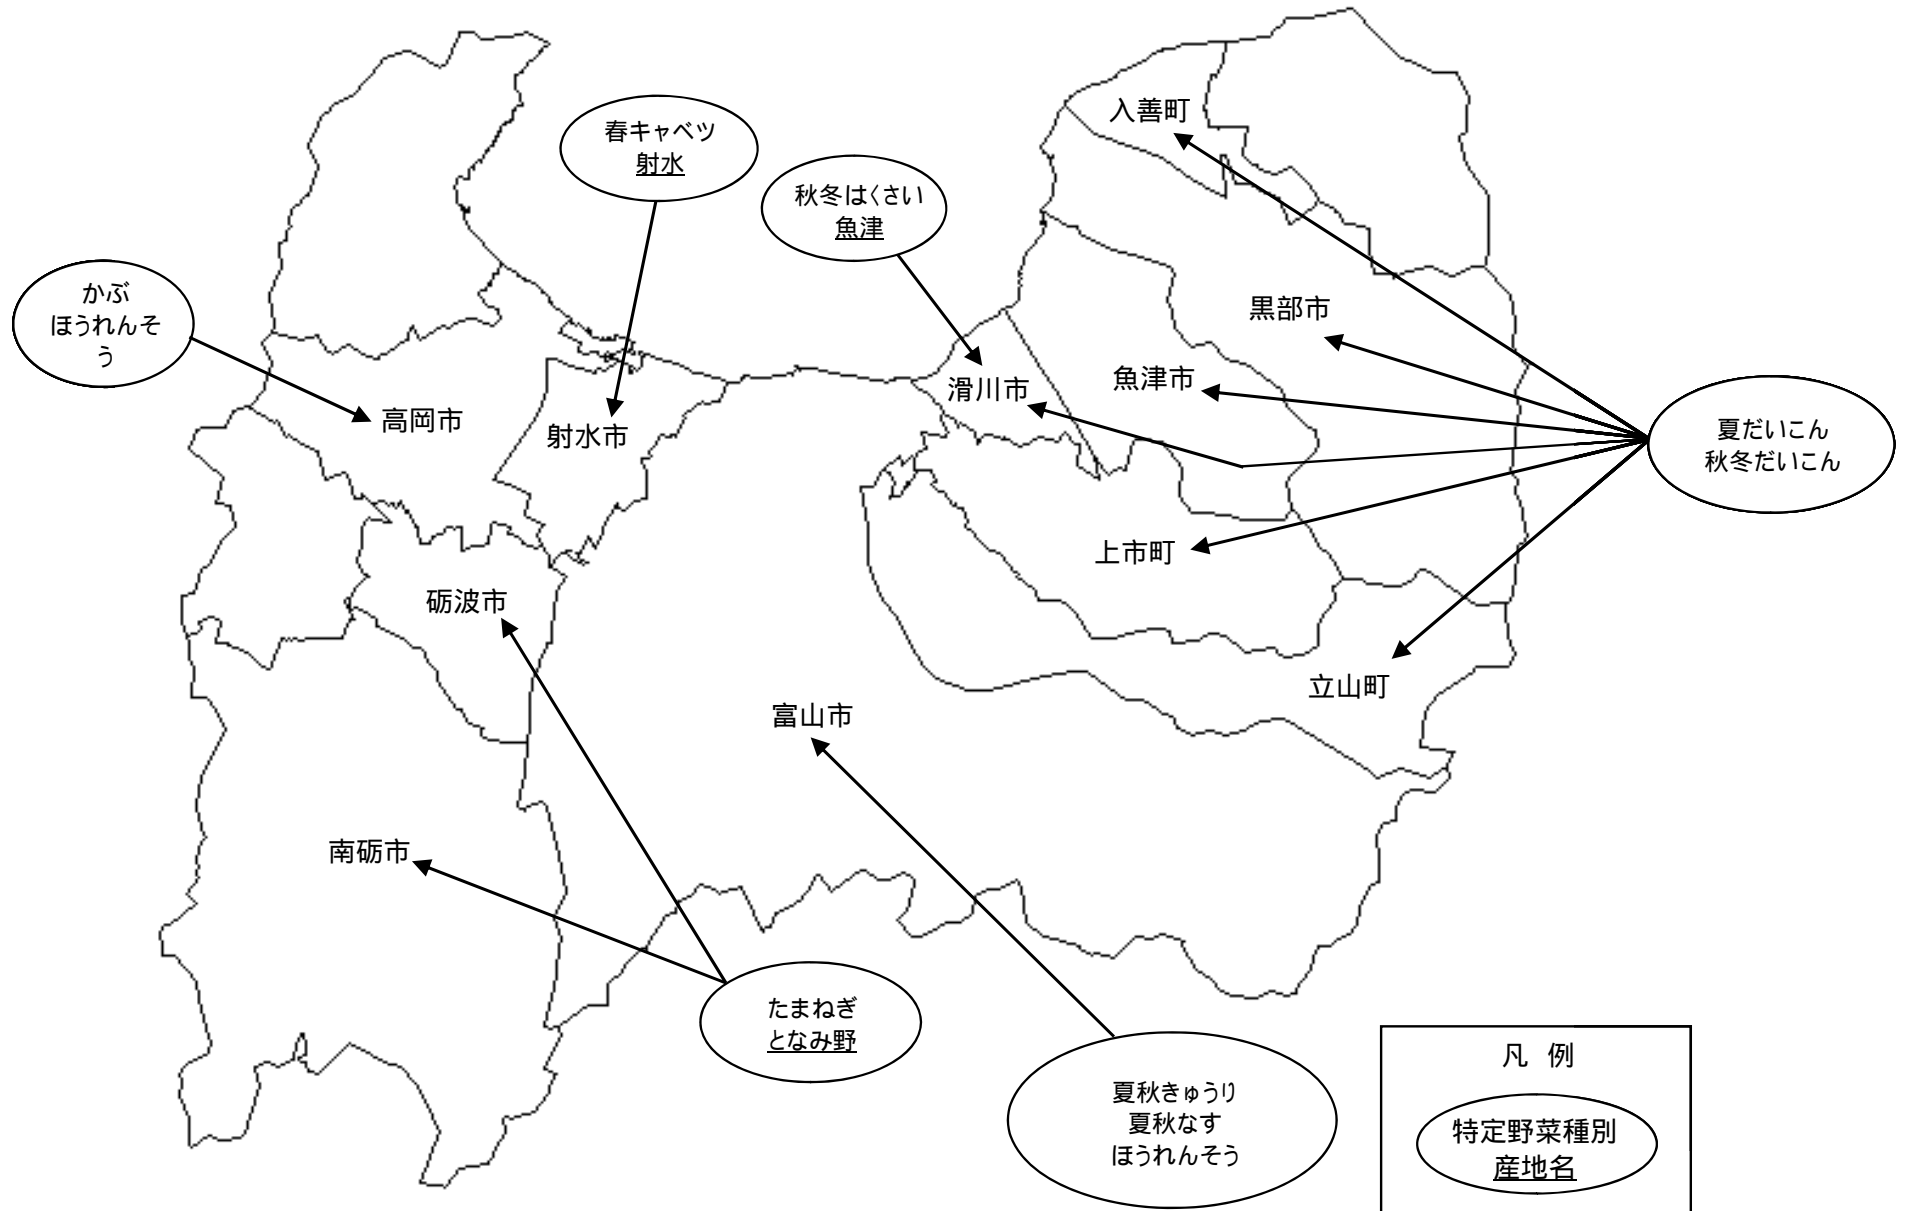 入善町
春キャベツ
射水
秋冬はくさい
魚津
かぶ
ほうれんそ
う
黒部市
魚津市
滑川市
高岡市
射水市
夏だいこん
秋冬だいこん
上市町
砺波市
立山町
富山市
南砺市
たまねぎ
となみ野
夏秋きゅうり
夏秋なす
ほうれんそう
凡 例
特定野菜種別
産地名